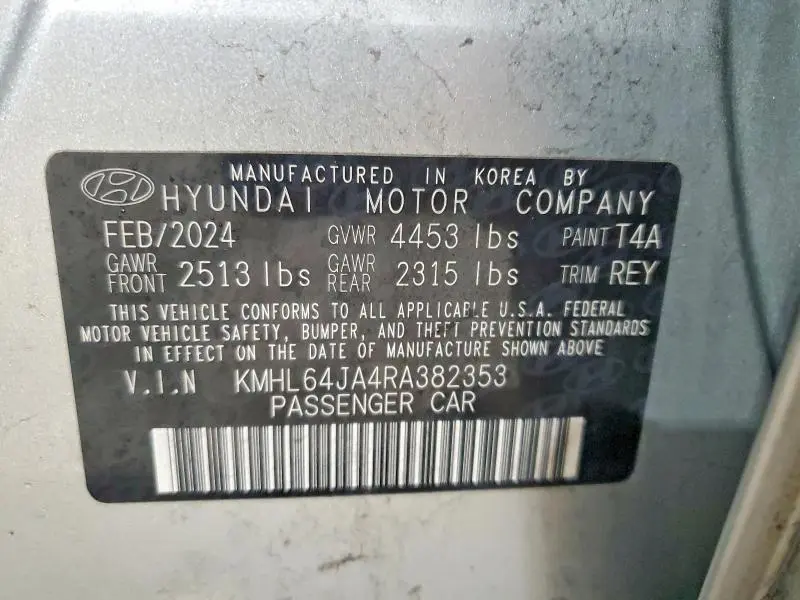 MANUFACTURED IN KOREA BY
HYUNDAI MOTOR COMPANY
FEB/2024 GVWR 4453 lbs PAINT T4A
GAWR FRONT 2513 lbs GAWR REAR 2315 lbs TRIM REY
THIS VEHICLE CONFORMS TO ALL APPLICABLE U.S.A. FEDERAL
MOTOR VEHICLE SAFETY, BUMPER, AND THEFT PREVENTION STANDARDS
IN EFFECT ON THE DATE OF MANUFACTURE SHOWN ABOVE
V.I.N KMHL64JA4RA382353
PASSENGER CAR